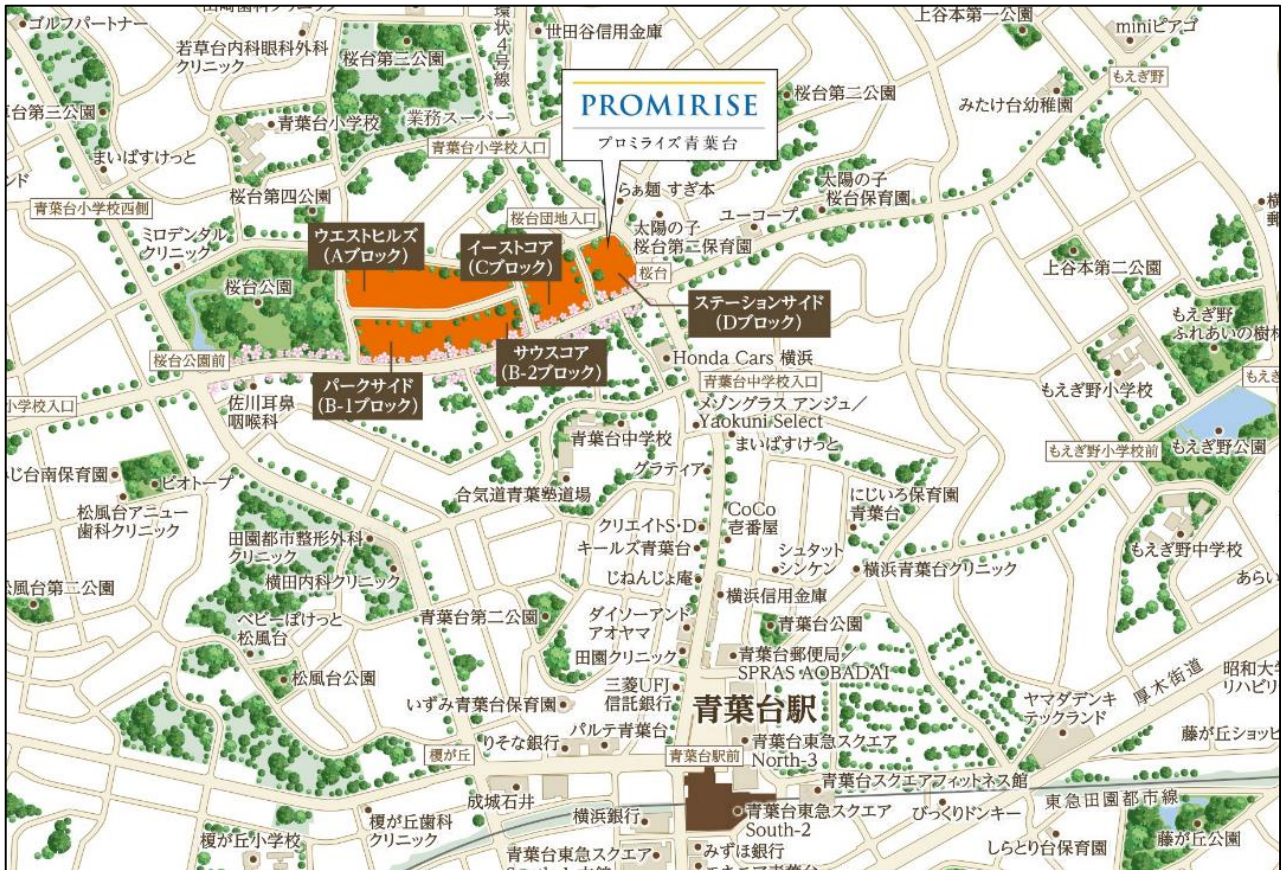 ゴルフパートナー
若草台内科眼科外科
クリニック
桜台第三公園
環状4号線
世田谷信用金庫
上谷本第一公園
miniピアゴ
もえぎ野
PROMIRISE
プロミライズ青葉台
桜台第二公園
みたけ台幼稚園
草台第三公園
青葉台小学校
業務スーパー
青葉台小学校入口
まいばすけっと
桜台第四公園
青葉台小学校西側
らぁ麺 すぎ本
太陽の子
桜台保育園
桜台団地入口
ユーコープ
太陽の子
桜台第二保育園
桜台
ミロデンタル
クリニック
ウエストヒルズ
(Aブロック)
イーストコア
(Cブロック)
上谷本第二公園
桜台公園
ステーションサイド
(Dブロック)
もえぎ野
ふれあいの樹林
桜台公園前
サウスコア
(B-2ブロック)
Honda Cars 横浜
パークサイド
(B-1ブロック)
青葉台中学校入口
もえぎ野小学校
小学校入口
佐川耳鼻
咽喉科
メゾングラス アンジュ/
Yaokuni Select
まいばすけっと
青葉台中学校
もえぎ野公園
もえぎ野小学校前
グラティア
じ台南保育園
ビオトープ
合気道青葉塾道場
にじいろ保育園
青葉台
松風台アニュー
歯科クリニック
CoCo
壱番屋
クリエイトS・D
キールズ青葉台
田園都市整形外科
クリニック
シュタット
シンケン
もえぎ野中学校
横田内科クリニック
じねんじょ庵
横浜青葉台クリニック
あらい
松風台第二公園
横浜信用金庫
ベビーぽけっと
松風台
青葉台第二公園
ダイソーアンド
アオヤマ
青葉台公園
田園クリニック
青葉台郵便局/
SPRAS AOBADAI
松風台公園
三菱UFJ
信託銀行
厚木街道
昭和大
リハビリ
いずみ青葉台保育園
青葉台駅
ヤマダデンキ
テックランド
りそな銀行
パルテ青葉台
榎が丘
青葉台駅前
青葉台東急スクエア
North-3
藤が丘ショッピ
成城石井
青葉台スクエアフィットネス館
東急田園都市線
榎が丘歯科
クリニック
横浜銀行
青葉台東急スクエア
South-2
びっくりドンキー
榎が丘小学校
青葉台東急スクエア
みずほ銀行
しらとり台保育園
藤が丘公園